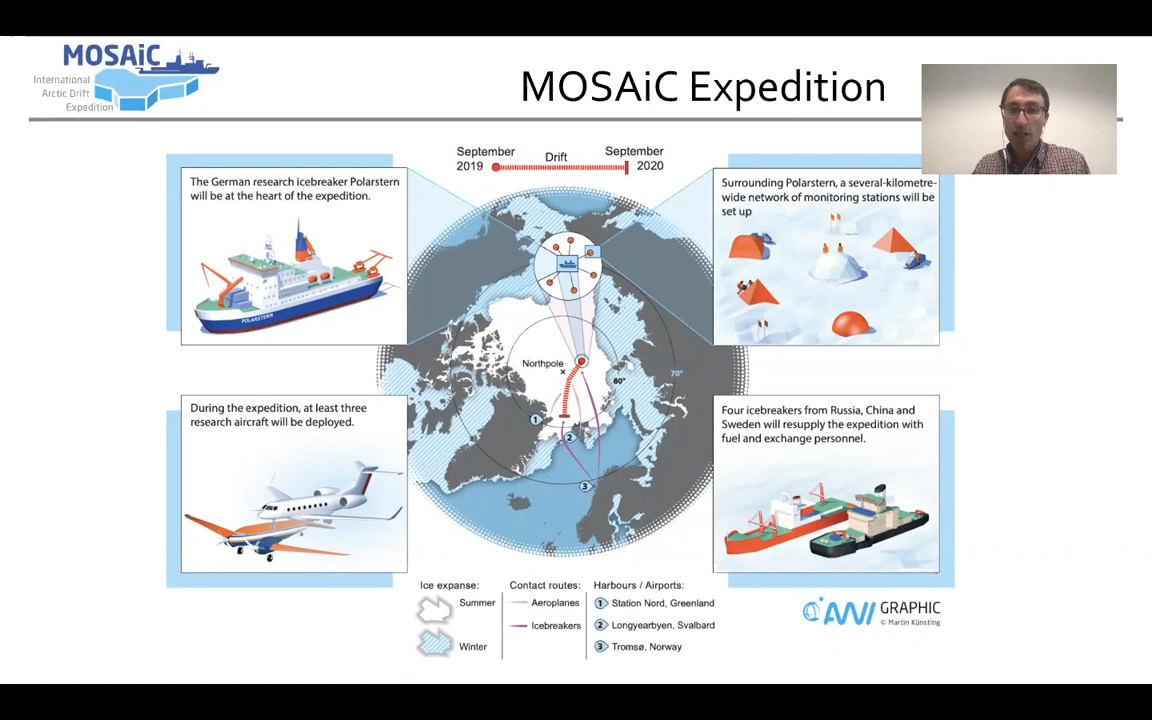 MOSAiC
International
Arctic Drift
Expedition
MOSAiC Expedition
September
2019
Drift
September
2020
The German research icebreaker Polarstern
will be at the heart of the expedition.
POLARSTERN
Surrounding Polarstern, a several-kilometre-
wide network of monitoring stations will be
set up
Northpole
×
80°
70°
1
2
3
During the expedition, at least three
research aircraft will be deployed.
Four icebreakers from Russia, China and
Sweden will resupply the expedition with
fuel and exchange personnel.
Ice expanse:
Summer
Winter
Contact routes:
Aeroplanes
Icebreakers
Harbours / Airports:
1 Station Nord, Greenland
2 Longyearbyen, Svalbard
3 Tromsø, Norway
AWI GRAPHIC
© Martin Künsting